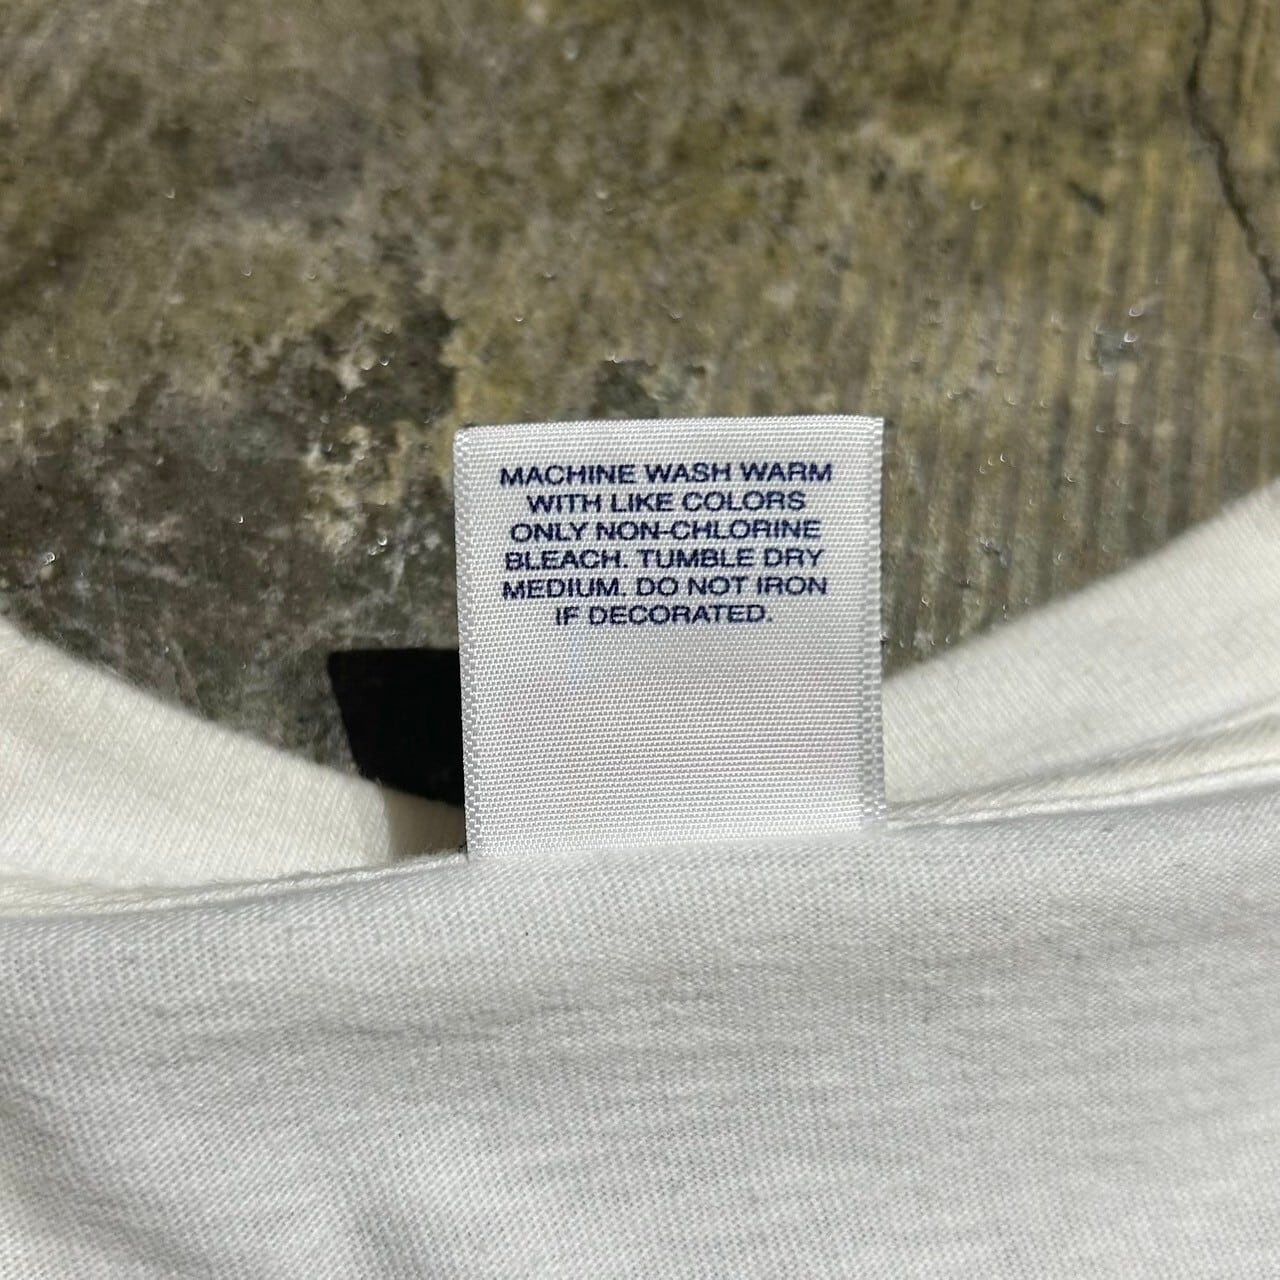 MACHINE WASH WARM
WITH LIKE COLORS
ONLY NON-CHLORINE
BLEACH. TUMBLE DRY
MEDIUM. DO NOT IRON
IF DECORATED.